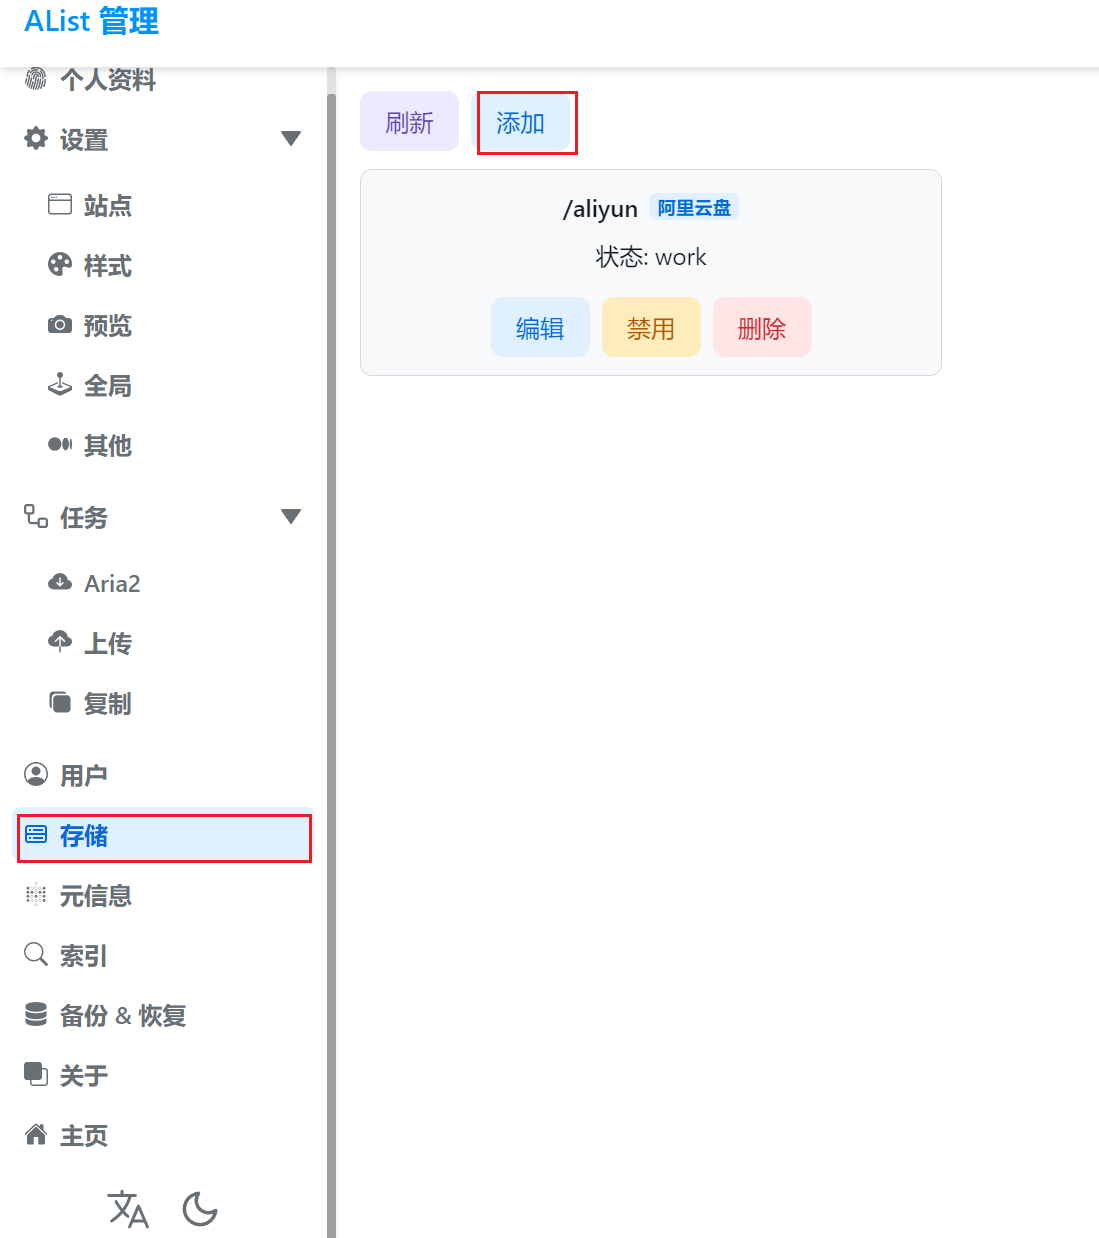 AList 管理
个人资料
设置
站点
样式
预览
全局
其他
任务
Aria2
上传
复制
用户
存储
元信息
索引
备份 & 恢复
关于
主页
刷新 添加
/aliyun 阿里云盘
状态: work
编辑 禁用 删除